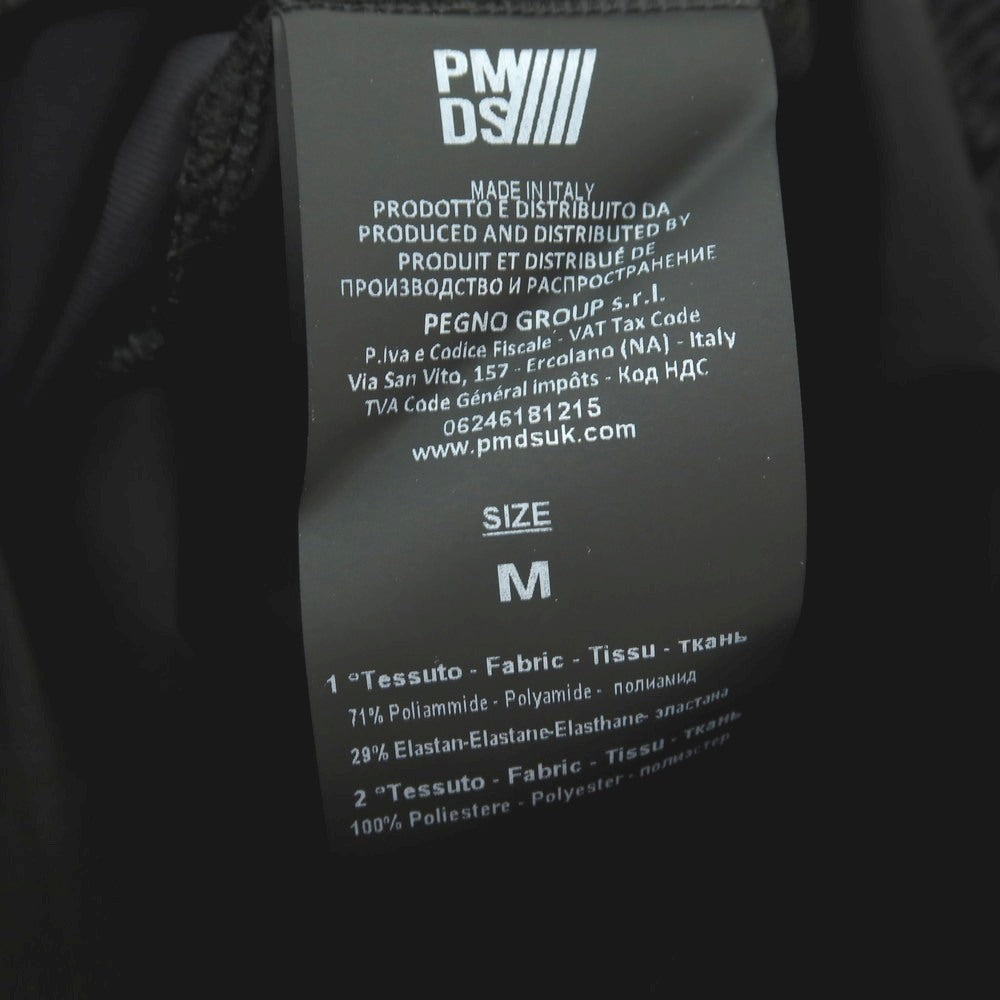 PM
DS
MADE IN ITALY
PRODOTTO E DISTRIBUITO DA
PRODUCED AND DISTRIBUTED BY
PRODUIT ET DISTRIBUÉ DE
ПРОИЗВОДСТВО И РАСПРОСТРАНЕНИЕ
PEGNO GROUP s.r.l.
P.Iva e Codice Fiscale - VAT Tax Code
Via San Vito, 157 - Ercolano (NA) - Italy
TVA Code Général impôts - Код НДС
06246181215
www.pmdsuk.com
SIZE
M
1 °Tessuto - Fabric - Tissu - ткань
71% Poliammide - Polyamide - полиамид
29% Elastan-Elastane-Elasthane- эластана
2 °Tessuto - Fabric - Tissu - ткань
100% Poliestere - Polyester - полиэстер